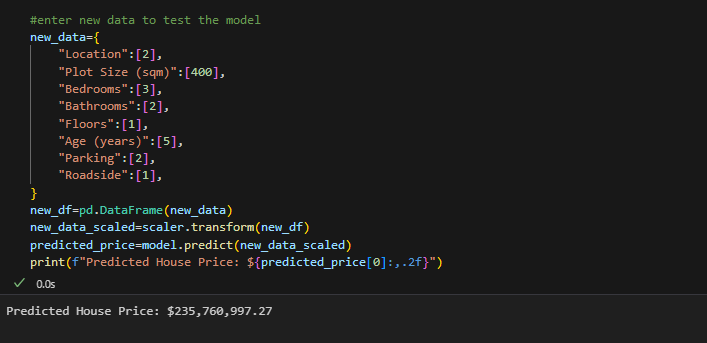 #enter new data to test the model
new_data={
    "Location":[2],
    "Plot Size (sqm)":[400],
    "Bedrooms":[3],
    "Bathrooms":[2],
    "Floors":[1],
    "Age (years)":[5],
    "Parking":[2],
    "Roadside":[1],
}
new_df=pd.DataFrame(new_data)
new_data_scaled=scaler.transform(new_df)
predicted_price=model.predict(new_data_scaled)
print(f"Predicted House Price: ${predicted_price[0]:,.2f}")
0.0s
Predicted House Price: $235,760,997.27